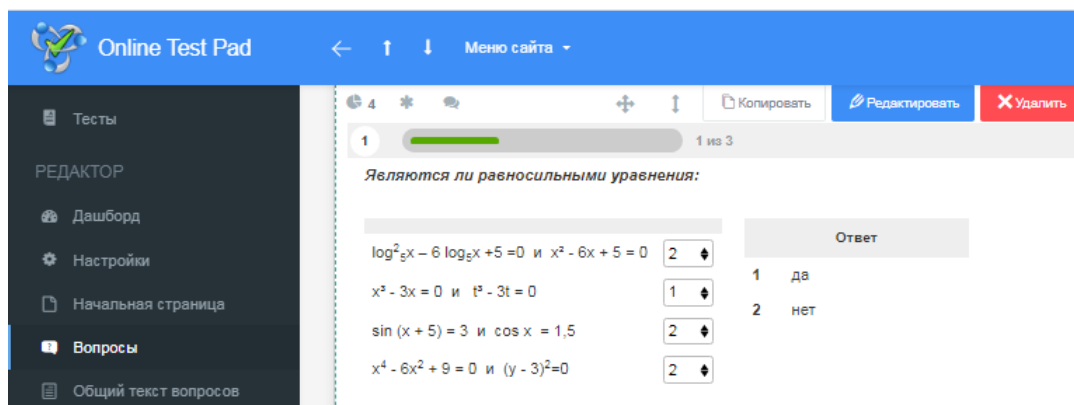 Online Test Pad
Меню сайта
Тесты
РЕДАКТОР
Дашборд
Настройки
Начальная страница
Вопросы
Общий текст вопросов
4
Копировать
Редактировать
Удалить
1
1 из 3
Являются ли равносильными уравнения:
log²₅x – 6 log₅x +5 =0 и x² - 6x + 5 = 0 2
x³ - 3x = 0 и t³ - 3t = 0 1
sin (x + 5) = 3 и cos x = 1,5 2
x⁴ - 6x² + 9 = 0 и (y - 3)²=0 2
Ответ
1 да
2 нет